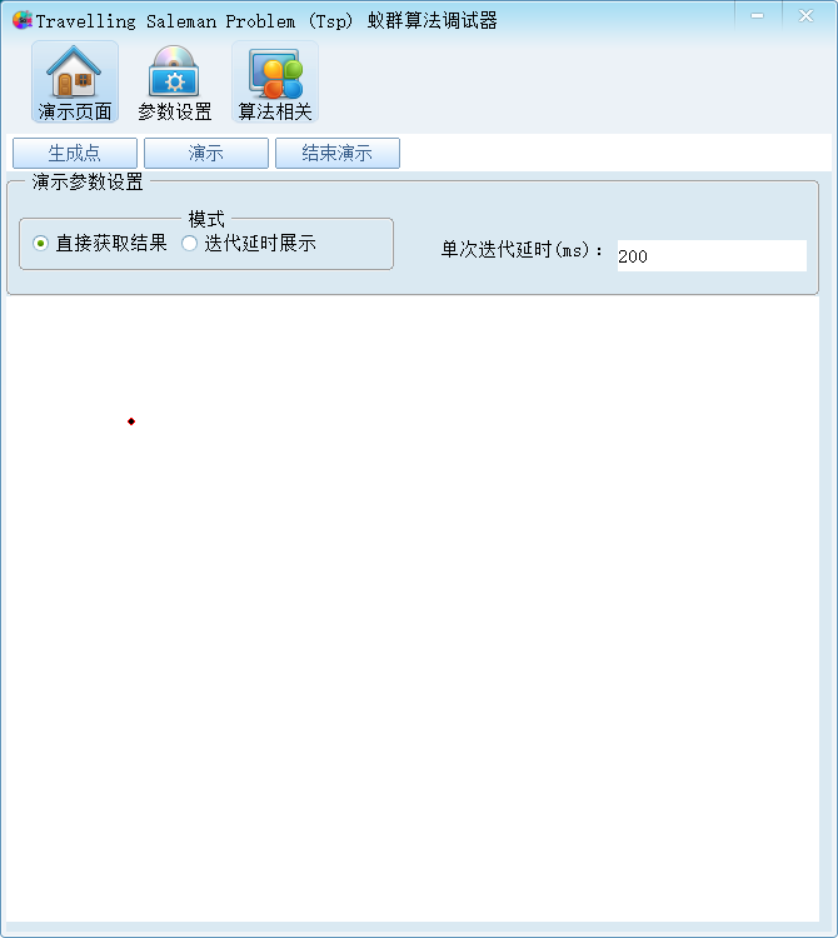 Travelling Saleman Problem (Tsp) 蚁群算法调试器
演示页面 参数设置 算法相关
生成点 演示 结束演示
演示参数设置
模式
直接获取结果 迭代延时展示 单次迭代延时(ms)： 200